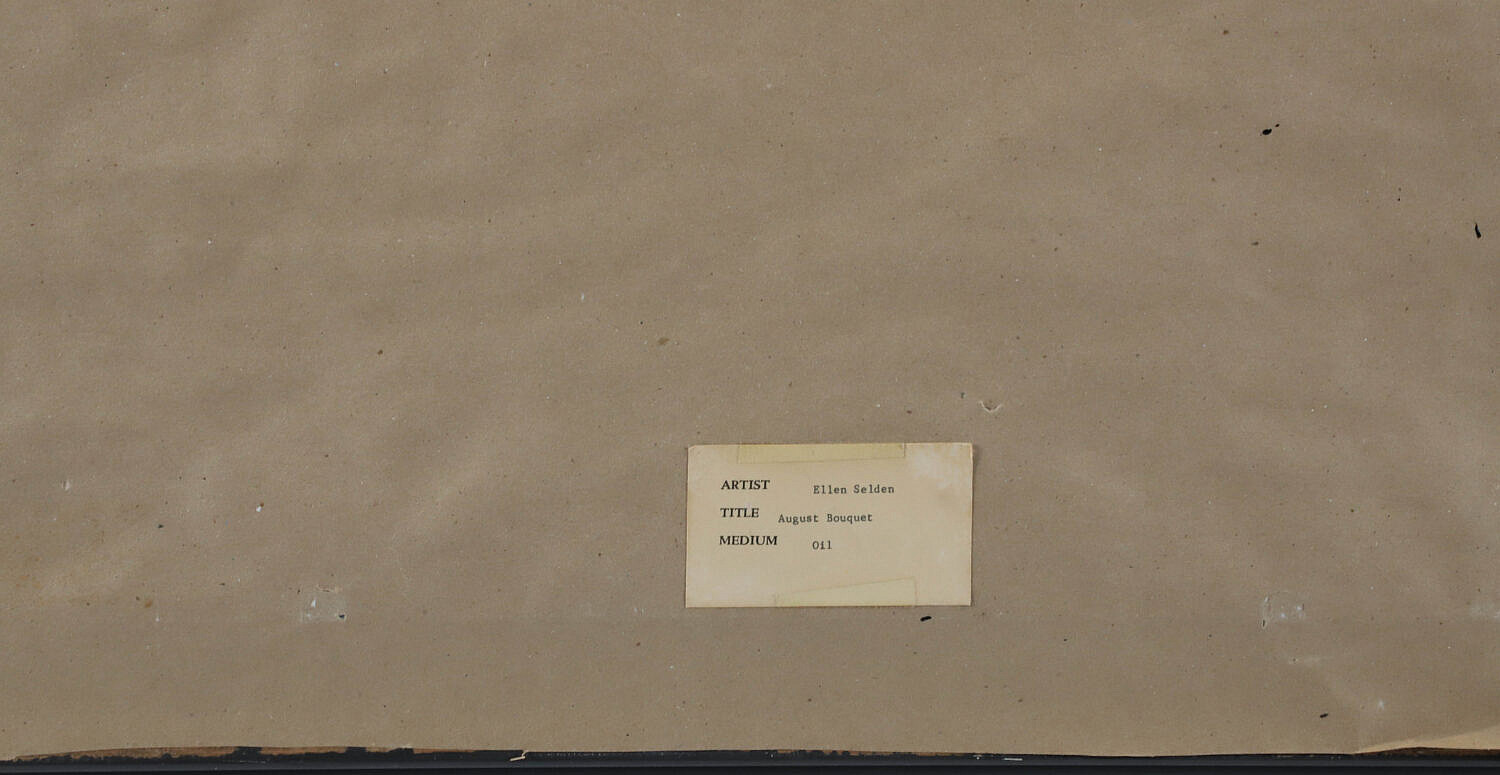 ARTIST Ellen Selden
TITLE August Bouquet
MEDIUM Oil